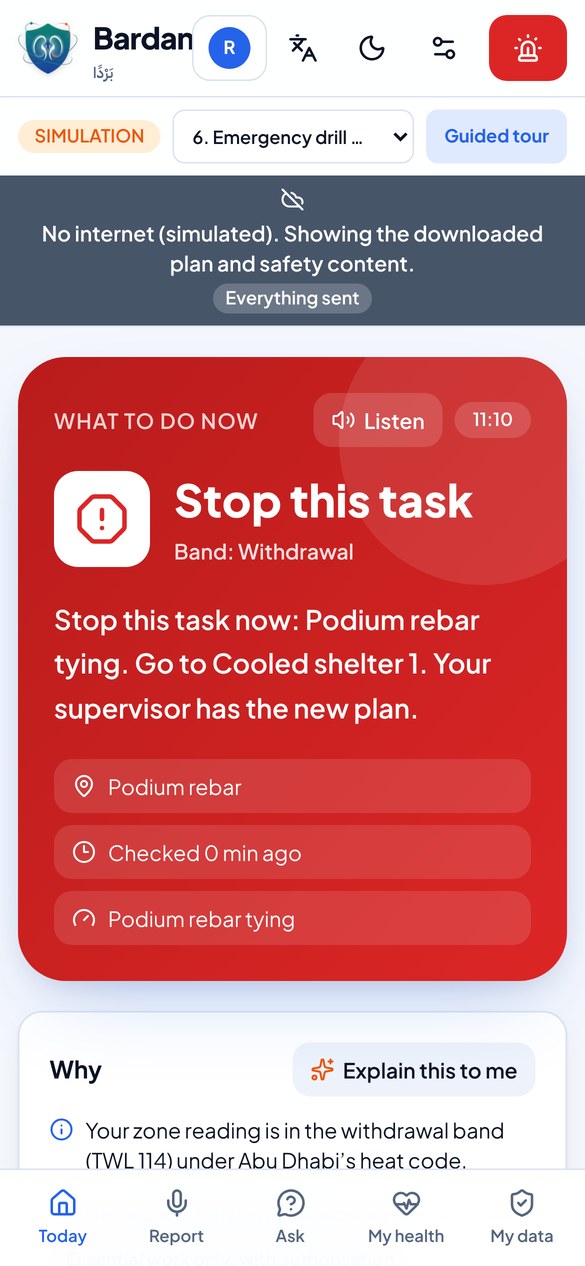 Bardan
بَرْدًا
R
SIMULATION
6. Emergency drill ...
Guided tour
No internet (simulated). Showing the downloaded
plan and safety content.
Everything sent
WHAT TO DO NOW
Listen
11:10
Stop this task
Band: Withdrawal
Stop this task now: Podium rebar
tying. Go to Cooled shelter 1. Your
supervisor has the new plan.
Podium rebar
Checked 0 min ago
Podium rebar tying
Why
Explain this to me
Your zone reading is in the withdrawal band
(TWL 114) under Abu Dhabi’s heat code.
Today
Report
Ask
My health
My data